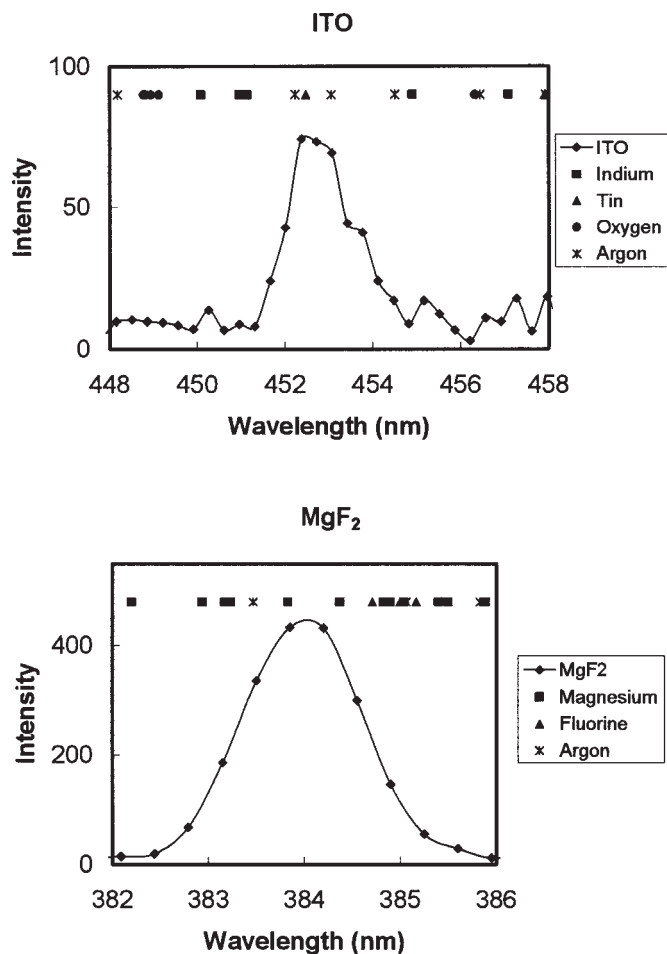 ITO
100
50
0
Intensity
448 450 452 454 456 458
Wavelength (nm)
ITO
Indium
Tin
Oxygen
Argon
MgF₂
400
200
0
Intensity
382 383 384 385 386
Wavelength (nm)
MgF2
Magnesium
Fluorine
Argon